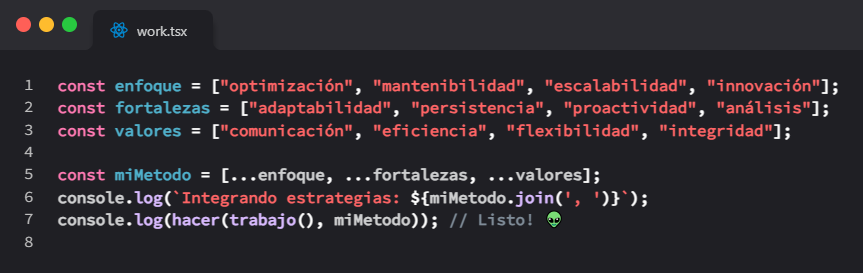 work.tsx
1 const enfoque = ["optimización", "mantenibilidad", "escalabilidad", "innovación"];
2 const fortalezas = ["adaptabilidad", "persistencia", "proactividad", "análisis"];
3 const valores = ["comunicación", "eficiencia", "flexibilidad", "integridad"];
4
5 const miMetodo = [...enfoque, ...fortalezas, ...valores];
6 console.log(`Integrando estrategias: ${miMetodo.join(', ')}`);
7 console.log(hacer(trabajo(), miMetodo)); // Listo! 👽
8